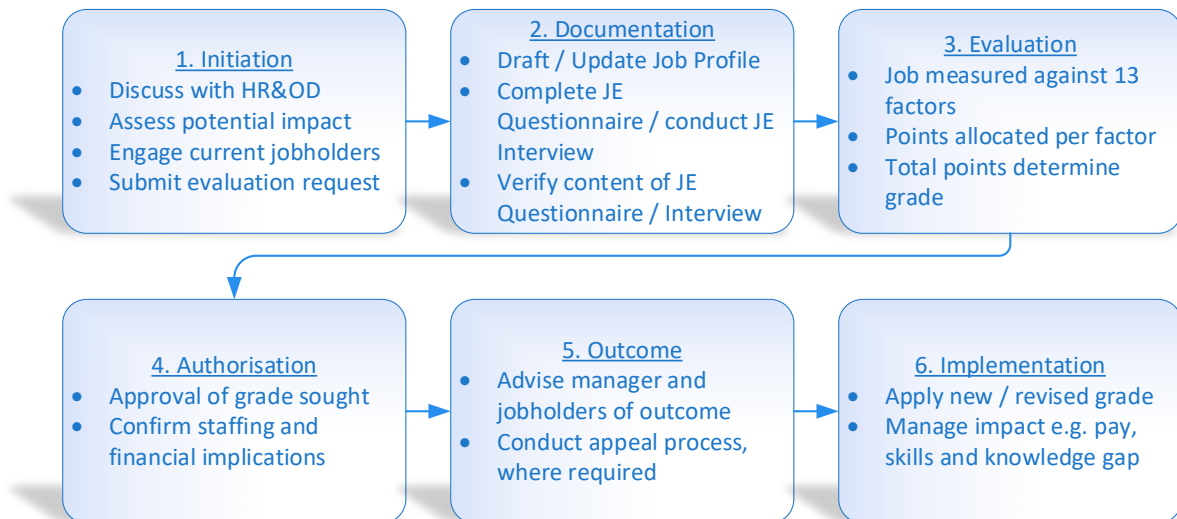 1. Initiation
• Discuss with HR&OD
• Assess potential impact
• Engage current jobholders
• Submit evaluation request
2. Documentation
• Draft / Update Job Profile
• Complete JE
Questionnaire / conduct JE
Interview
• Verify content of JE
Questionnaire / Interview
3. Evaluation
• Job measured against 13
factors
• Points allocated per factor
• Total points determine
grade
4. Authorisation
• Approval of grade sought
• Confirm staffing and
financial implications
5. Outcome
• Advise manager and
jobholders of outcome
• Conduct appeal process,
where required
6. Implementation
• Apply new / revised grade
• Manage impact e.g. pay,
skills and knowledge gap